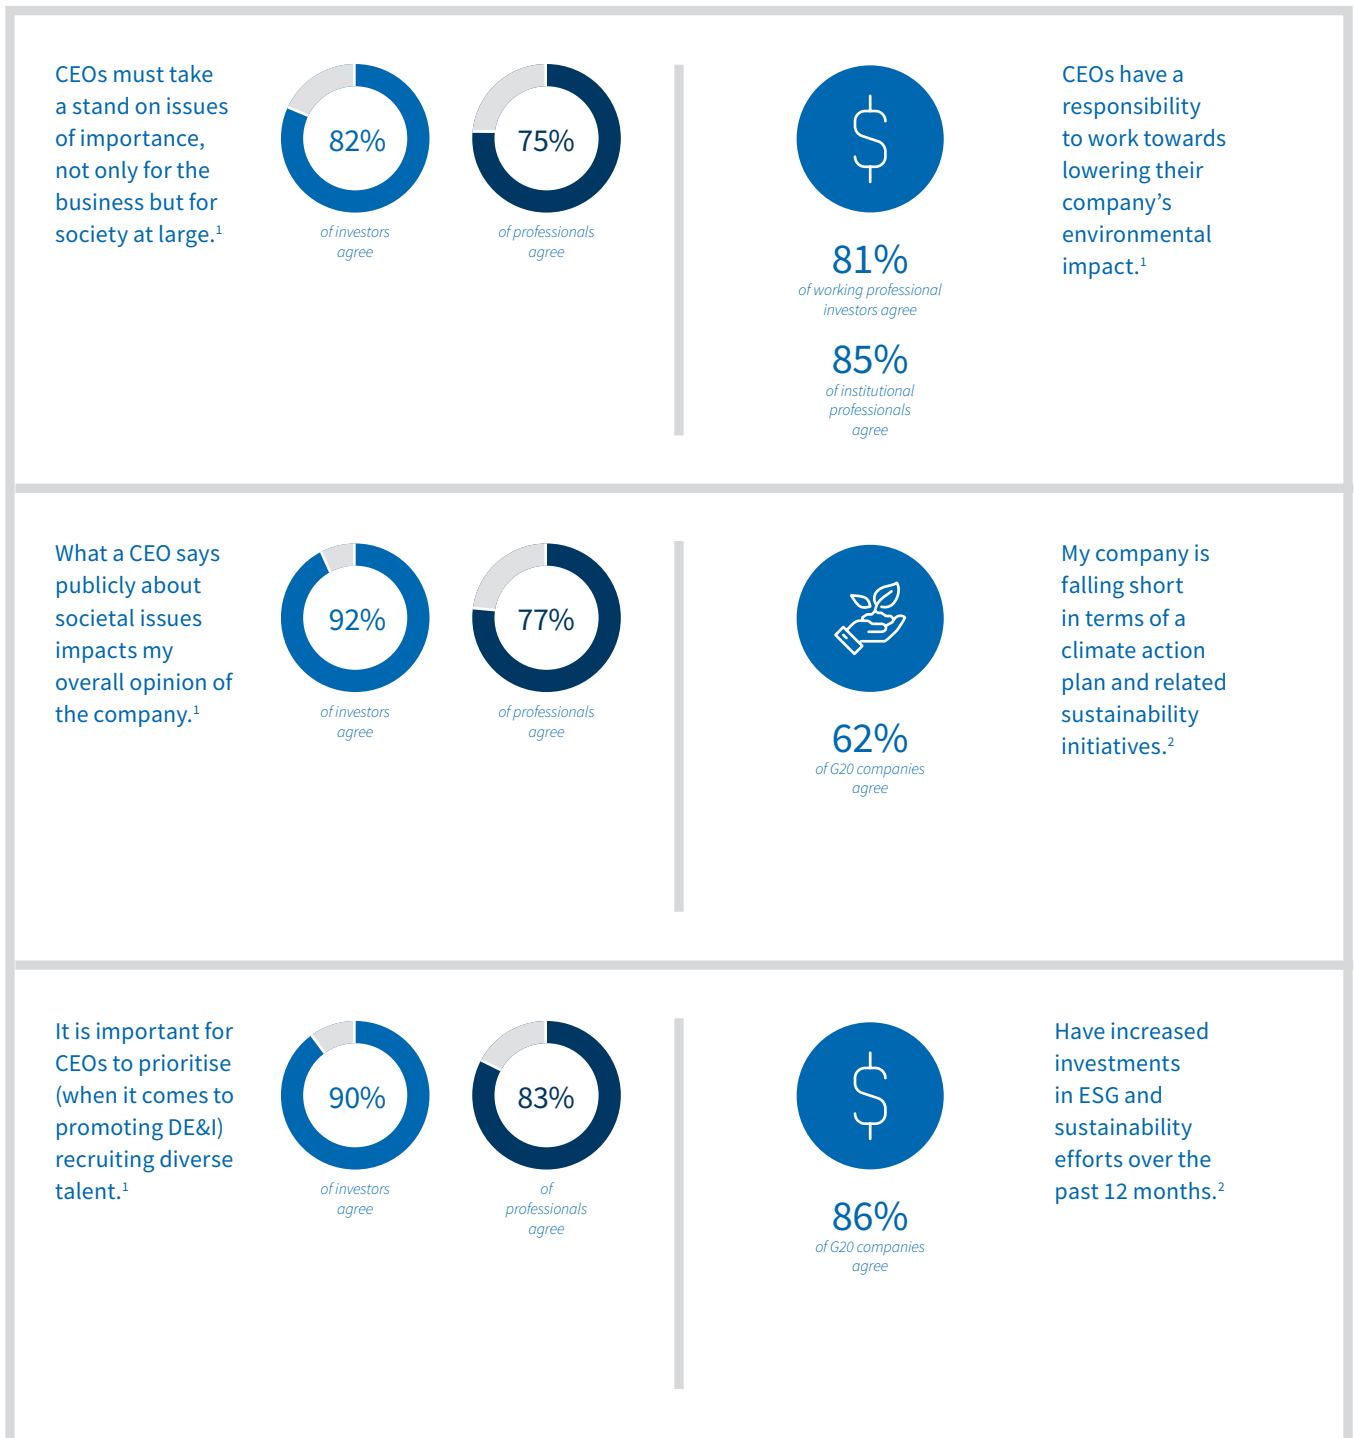 CEOs must take
a stand on issues
of importance,
not only for the
business but for
society at large.¹
82%
of investors
agree
75%
of professionals
agree
81%
of working professional
investors agree
85%
of institutional
professionals
agree
CEOs have a
responsibility
to work towards
lowering their
company’s
environmental
impact.¹
What a CEO says
publicly about
societal issues
impacts my
overall opinion of
the company.¹
92%
of investors
agree
77%
of professionals
agree
62%
of G20 companies
agree
My company is
falling short
in terms of a
climate action
plan and related
sustainability
initiatives.²
It is important for
CEOs to prioritise
(when it comes to
promoting DE&I)
recruiting diverse
talent.¹
90%
of investors
agree
83%
of
professionals
agree
86%
of G20 companies
agree
Have increased
investments
in ESG and
sustainability
efforts over the
past 12 months.²